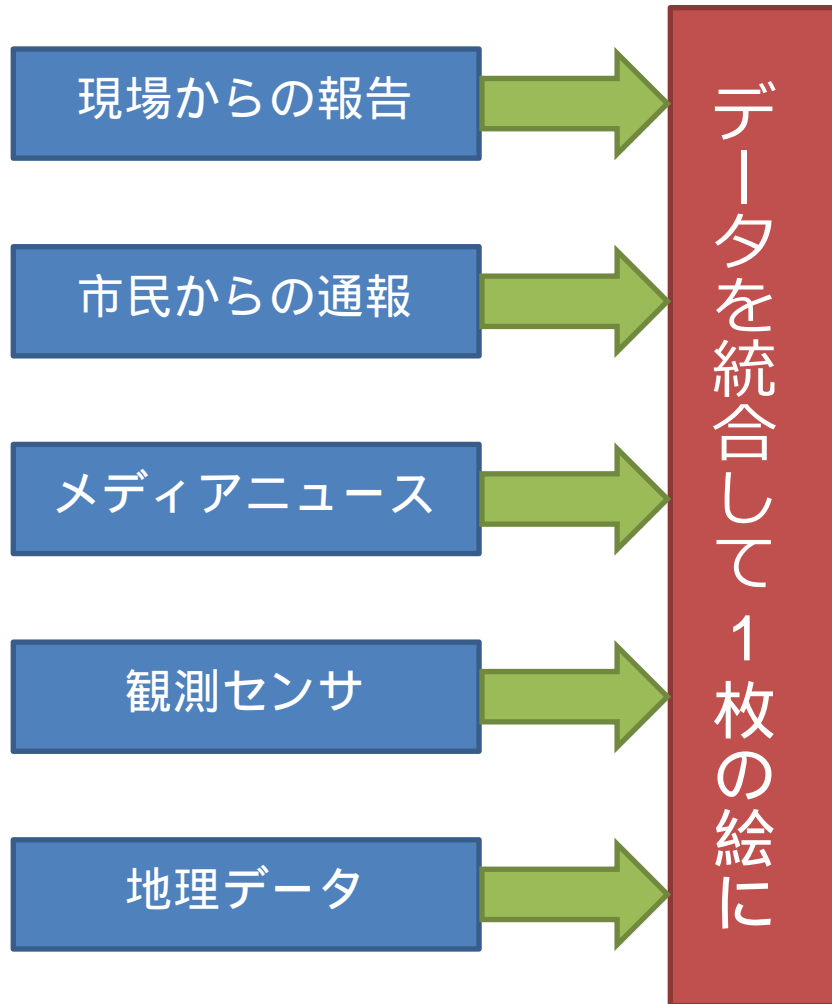 現場からの報告
市民からの通報
メディアニュース
観測センサ
地理データ
データを統合して1枚の絵に